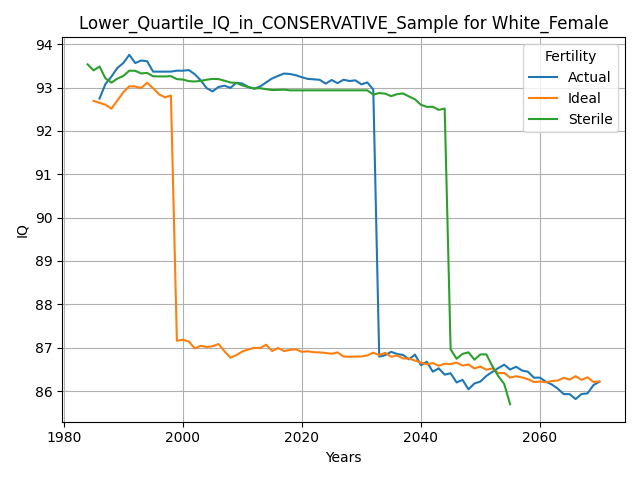 Lower_Quartile_IQ_in_CONSERVATIVE_Sample for White_Female
Fertility
Actual
Ideal
Sterile
94
93
92
91
90
89
88
87
86
IQ
1980
2000
2020
2040
2060
Years